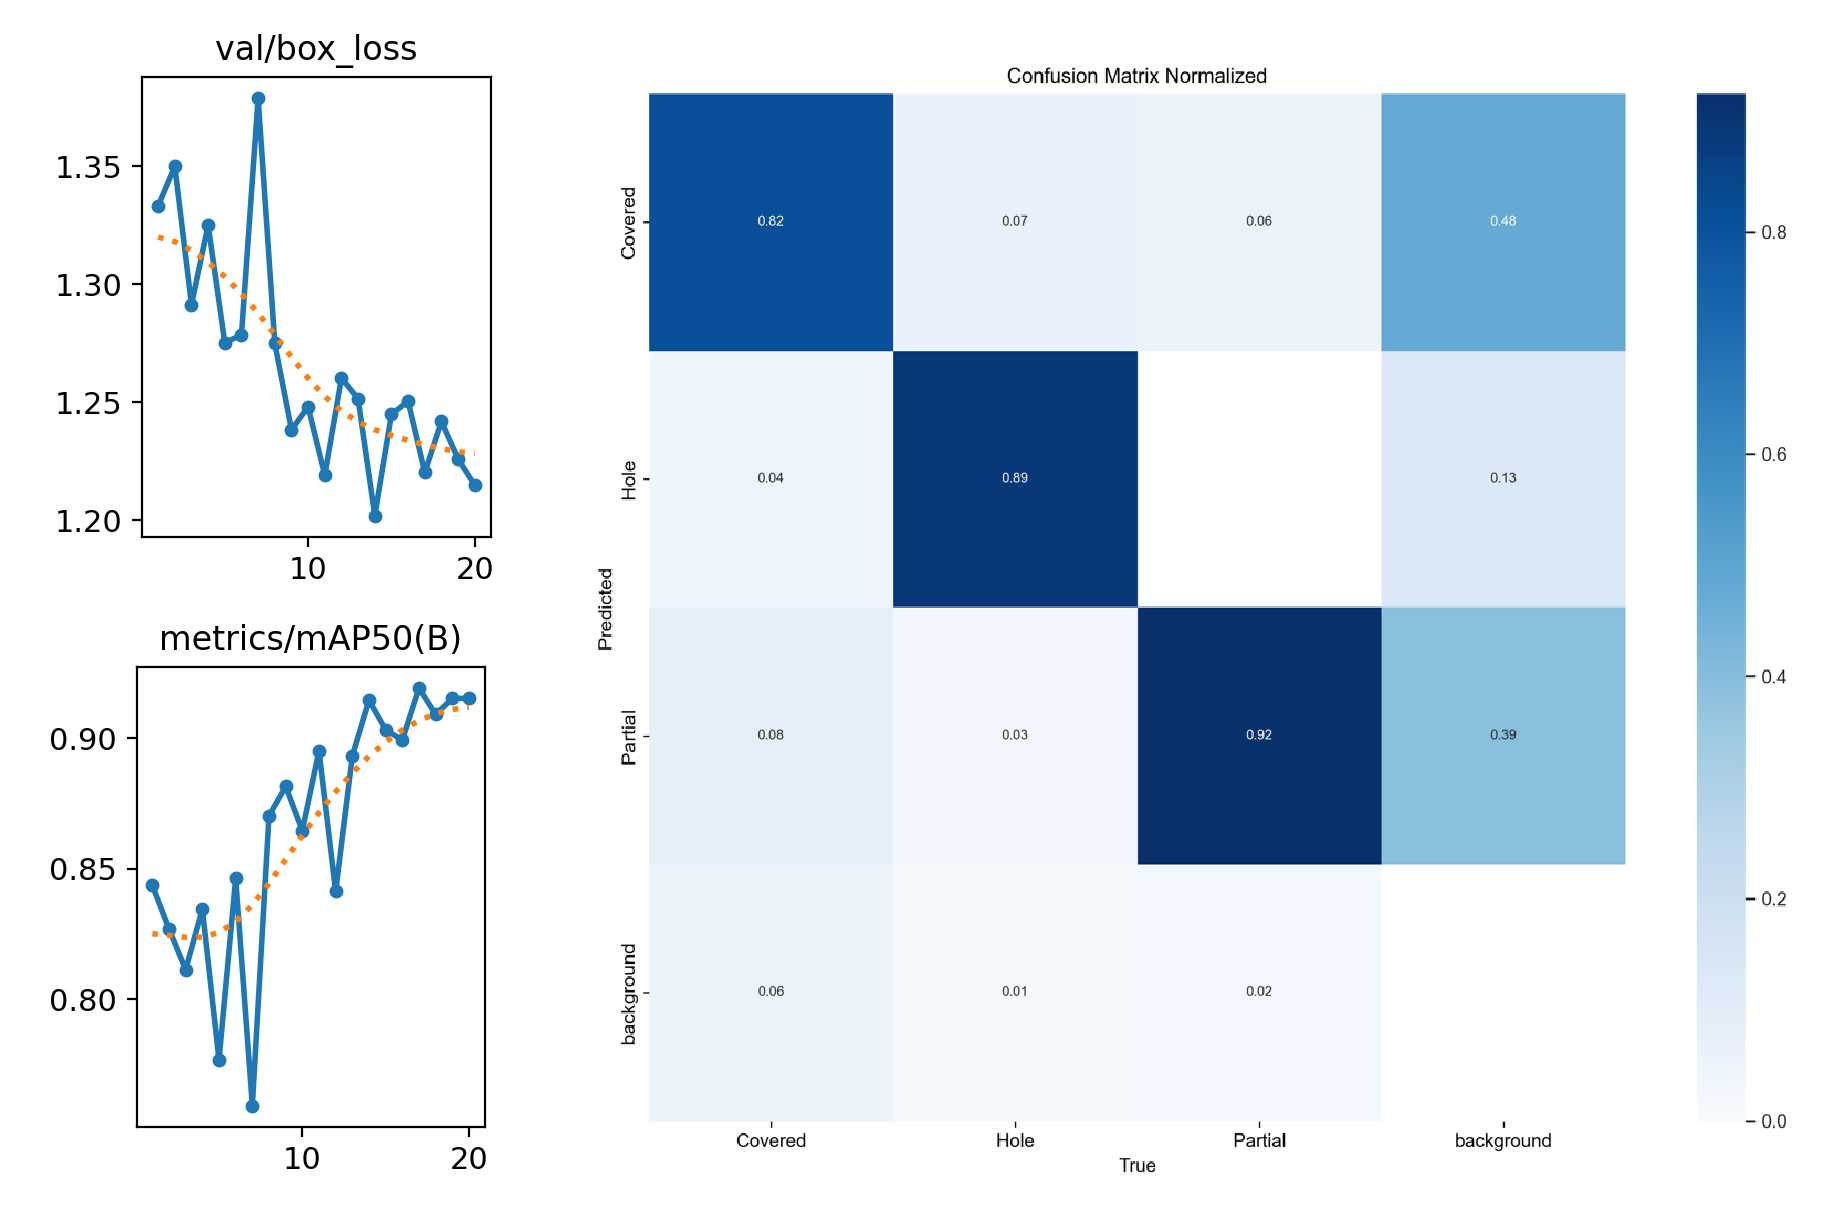 val/box_loss
1.35
1.30
1.25
1.20
10 20
metrics/mAP50(B)
0.90
0.85
0.80
10 20
Confusion Matrix Normalized
Predicted
Covered
0.82 0.07 0.06 0.48
Hole
0.04 0.89 0.13
Partial
0.08 0.03 0.92 0.39
background
0.06 0.01 0.02
Covered Hole Partial background
True
0.8
0.6
0.4
0.2
0.0